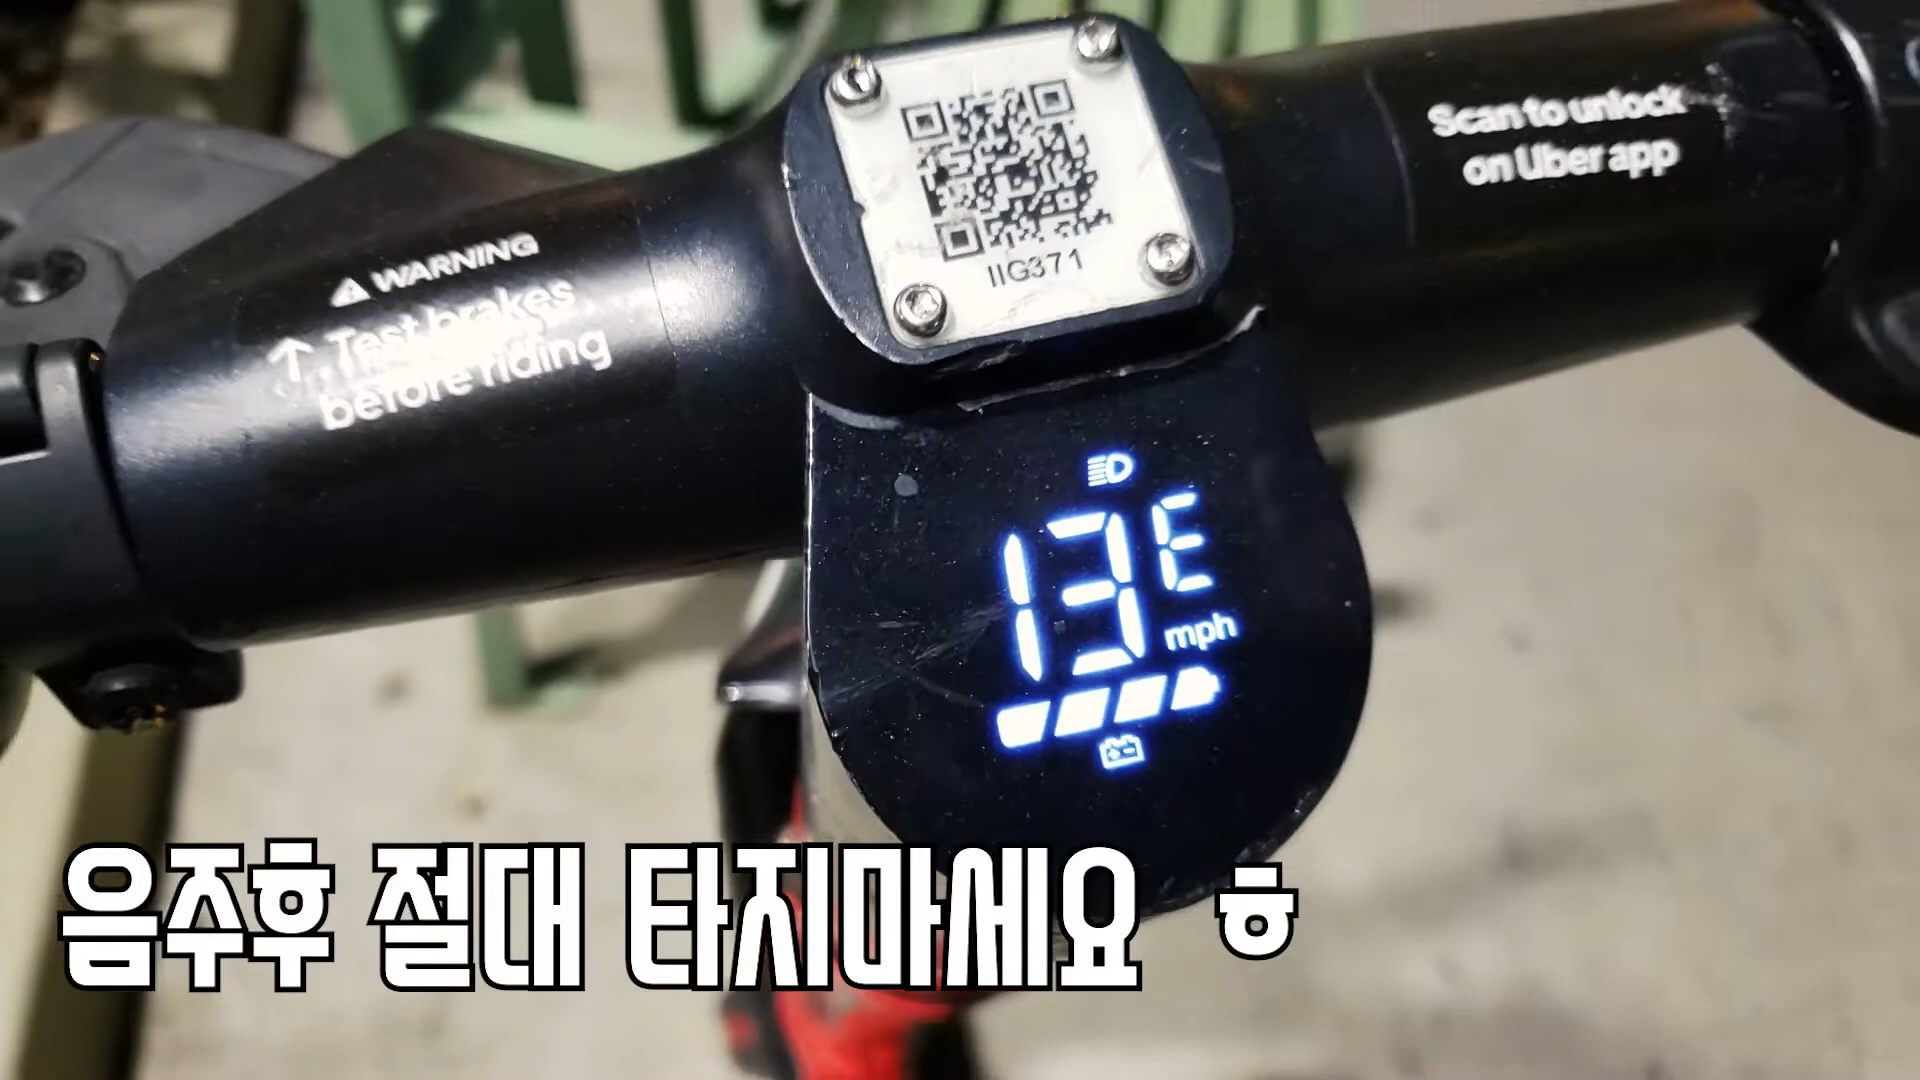 Scan to unlock
on Uber app
IIG371
WARNING
Test brakes
before riding
13 E
mph
음주후 절대 타지마세요 ㅎ